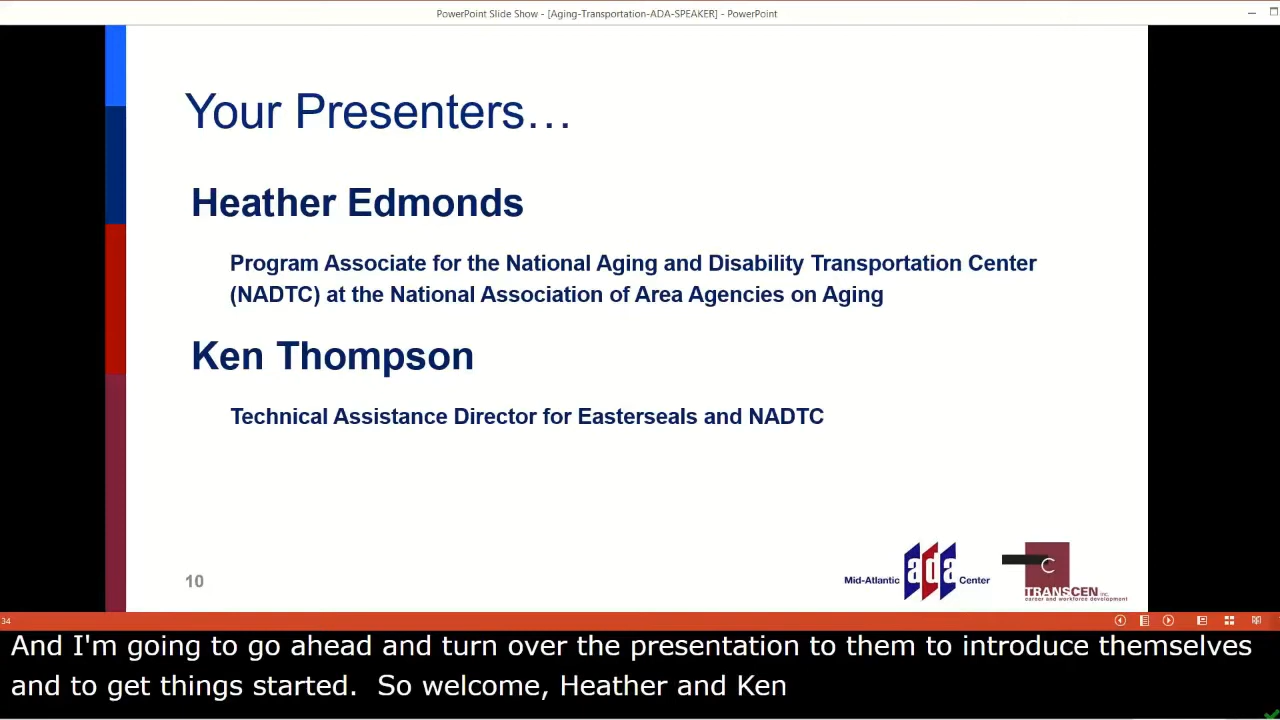 PowerPoint Slide Show - [Aging-Transportation-ADA-SPEAKER] - PowerPoint
Your Presenters…
Heather Edmonds
Program Associate for the National Aging and Disability Transportation Center
(NADTC) at the National Association of Area Agencies on Aging
Ken Thompson
Technical Assistance Director for Easterseals and NADTC
10
Mid-Atlantic ada Center
C
TRANSCEN inc.
career and workforce development
34
And I'm going to go ahead and turn over the presentation to them to introduce themselves
and to get things started.  So welcome, Heather and Ken